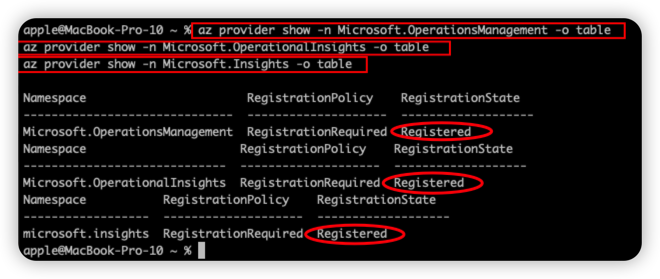 apple@MacBook-Pro-10 ~ % az provider show -n Microsoft.OperationsManagement -o table
az provider show -n Microsoft.OperationalInsights -o table
az provider show -n Microsoft.Insights -o table
Namespace                       RegistrationPolicy    RegistrationState
------------------------------  --------------------  -------------------
Microsoft.OperationsManagement  RegistrationRequired  Registered
Namespace                      RegistrationPolicy    RegistrationState
-----------------------------  --------------------  -------------------
Microsoft.OperationalInsights  RegistrationRequired  Registered
Namespace           RegistrationPolicy    RegistrationState
------------------  --------------------  -------------------
microsoft.insights  RegistrationRequired  Registered
apple@MacBook-Pro-10 ~ %